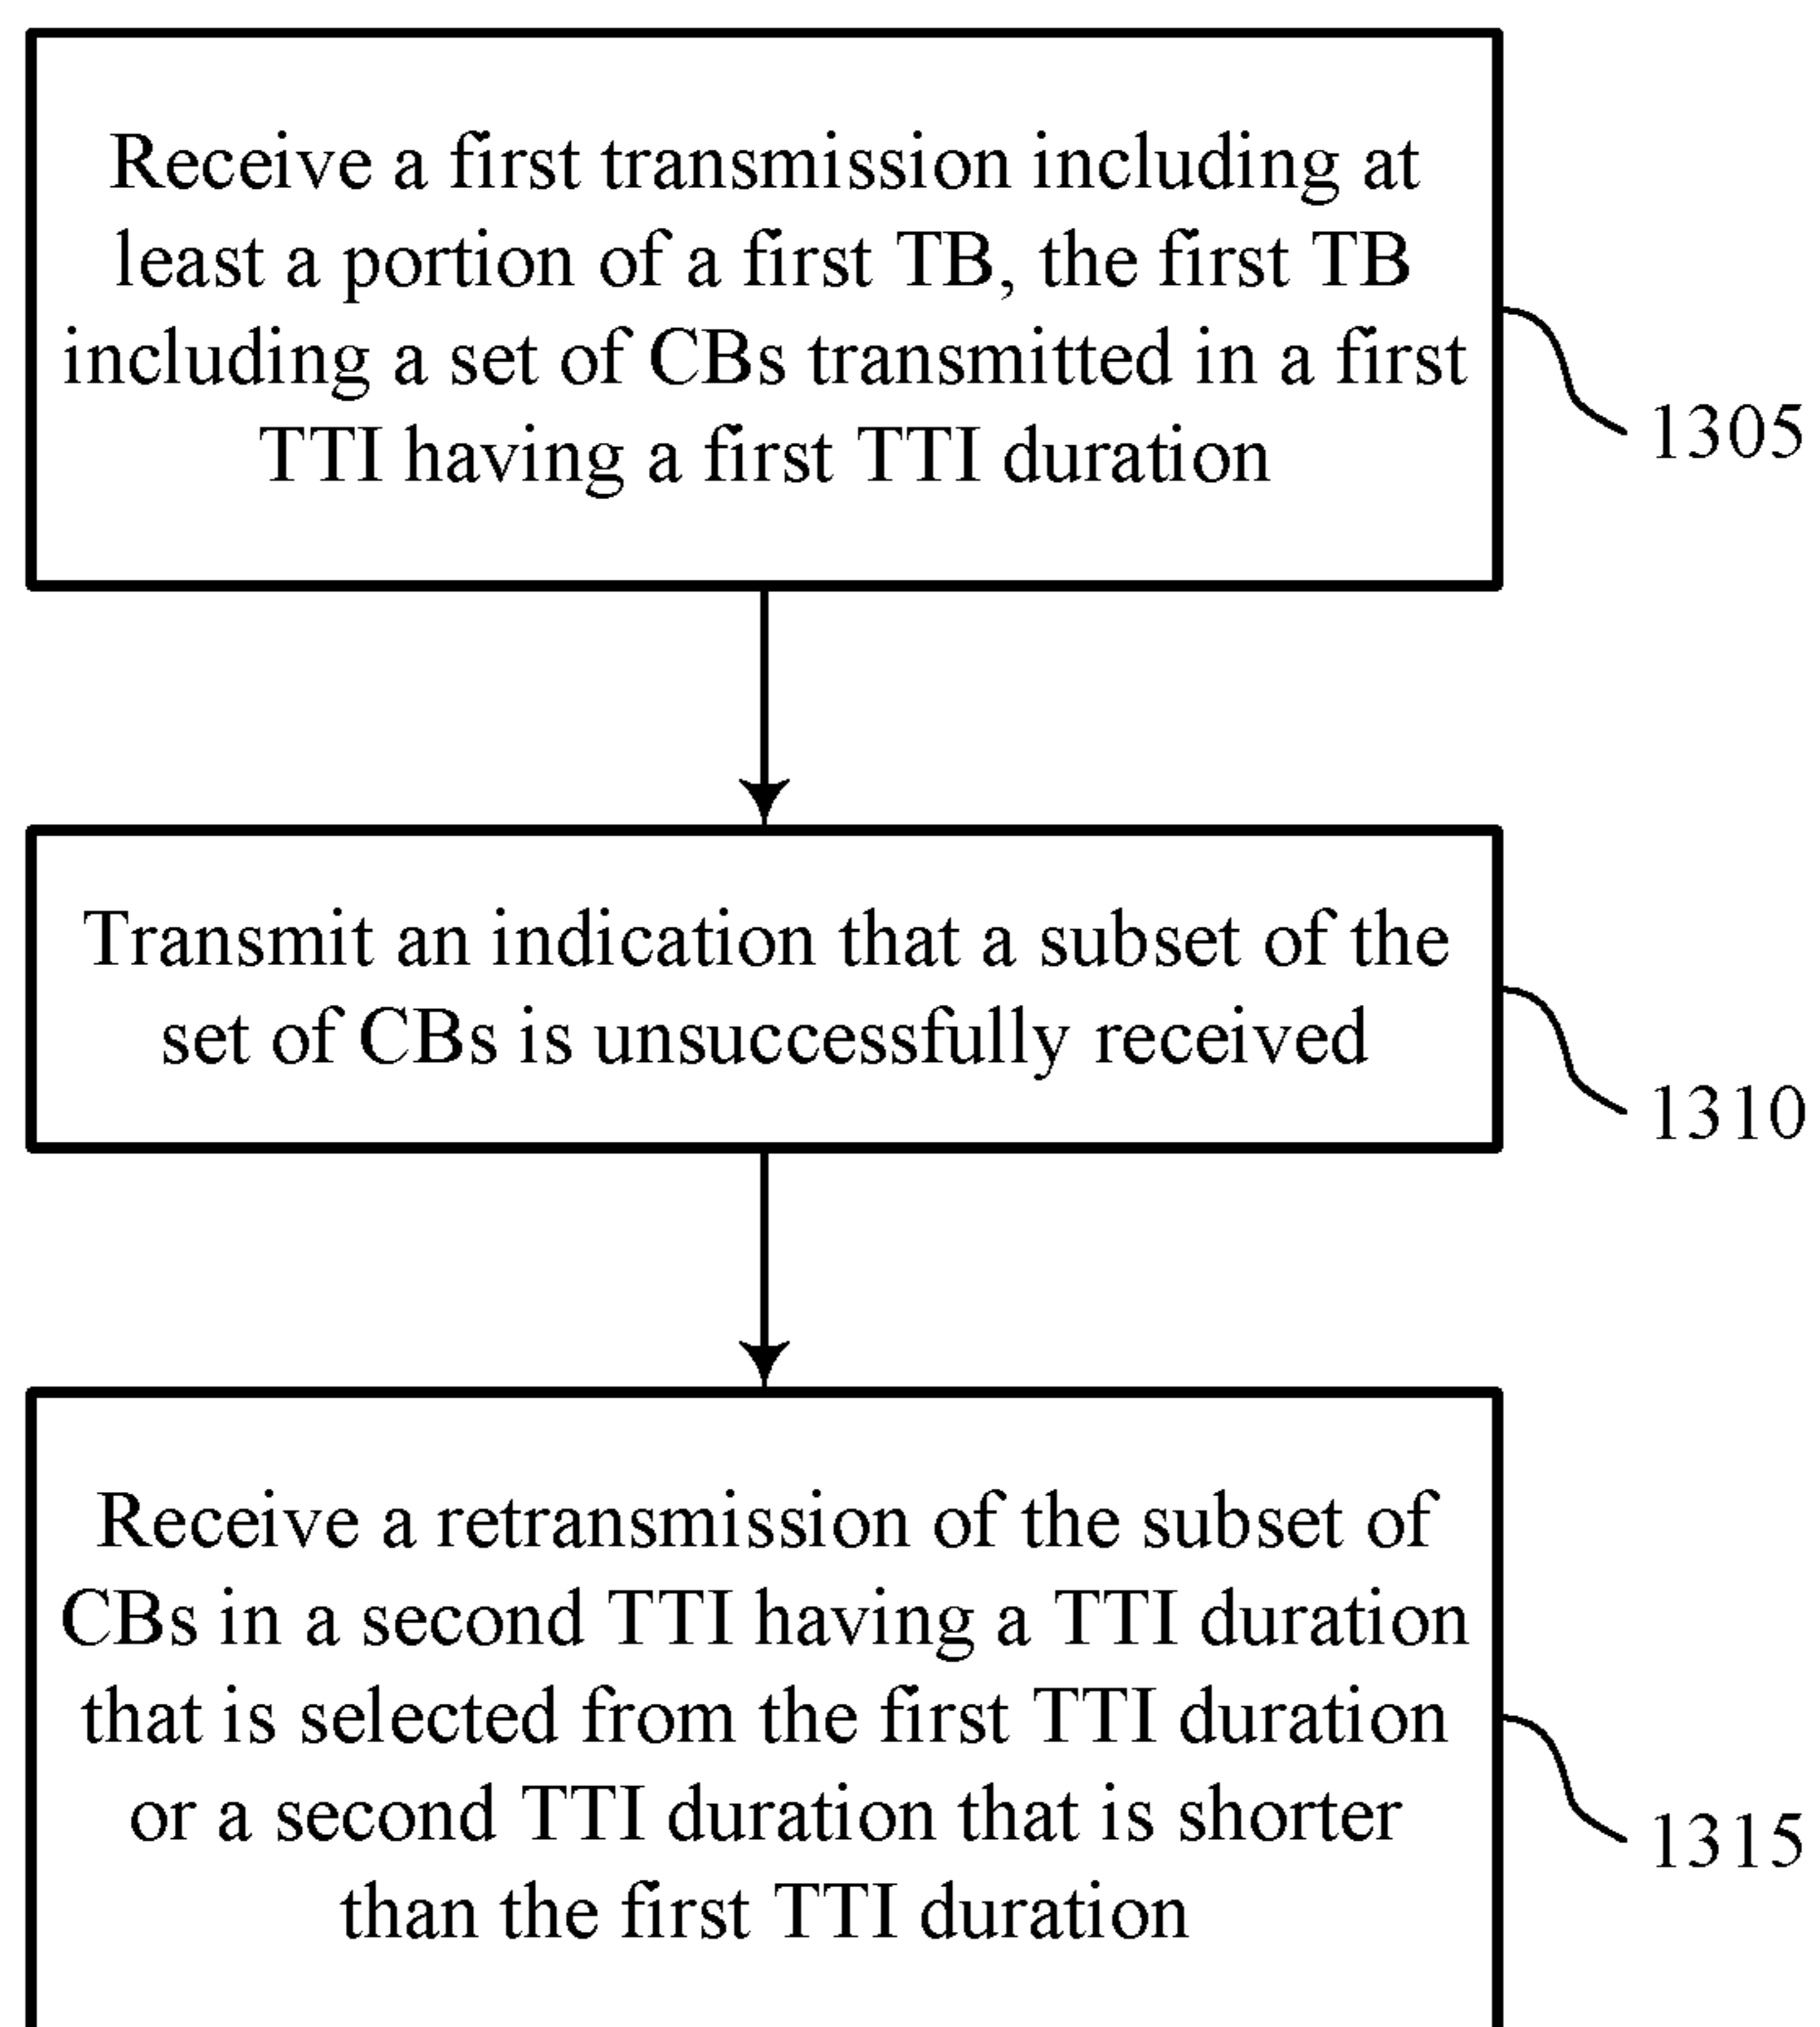 Receive a first transmission including at
least a portion of a first TB, the first TB
including a set of CBs transmitted in a first
TTI having a first TTI duration
1305
Transmit an indication that a subset of the
set of CBs is unsuccessfully received
1310
Receive a retransmission of the subset of
CBs in a second TTI having a TTI duration
that is selected from the first TTI duration
or a second TTI duration that is shorter
than the first TTI duration
1315